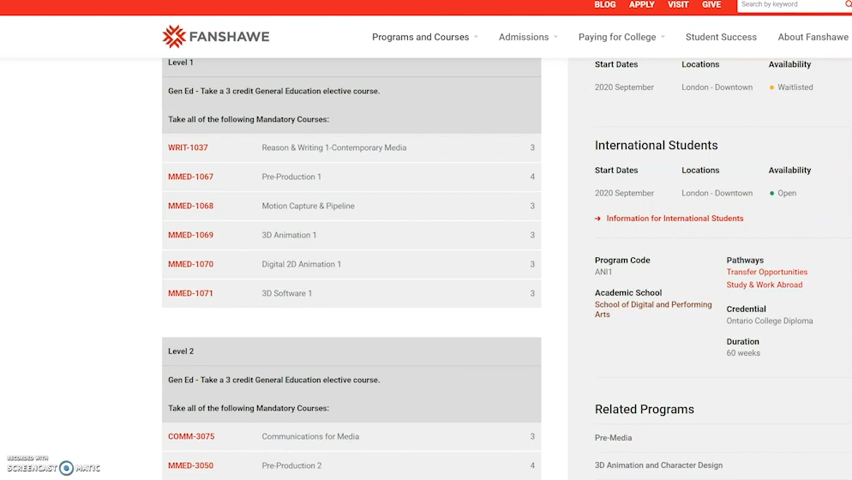 BLOG APPLY VISIT GIVE Search by keyword
FANSHAWE Programs and Courses Admissions Paying for College Student Success About Fanshawe
Level 1
Gen Ed - Take a 3 credit General Education elective course.
Take all of the following Mandatory Courses:
WRIT-1037 Reason & Writing 1-Contemporary Media 3
MMED-1067 Pre-Production 1 4
MMED-1068 Motion Capture & Pipeline 3
MMED-1069 3D Animation 1 3
MMED-1070 Digital 2D Animation 1 3
MMED-1071 3D Software 1 3
Level 2
Gen Ed - Take a 3 credit General Education elective course.
Take all of the following Mandatory Courses:
COMM-3075 Communications for Media 3
MMED-3050 Pre-Production 2 4
Start Dates Locations Availability
2020 September London - Downtown Waitlisted
International Students
Start Dates Locations Availability
2020 September London - Downtown Open
Information for International Students
Program Code
ANI1
Academic School
School of Digital and Performing
Arts
Pathways
Transfer Opportunities
Study & Work Abroad
Credential
Ontario College Diploma
Duration
60 weeks
Related Programs
Pre-Media
3D Animation and Character Design
RECORDED WITH
SCREENCAST MATIC